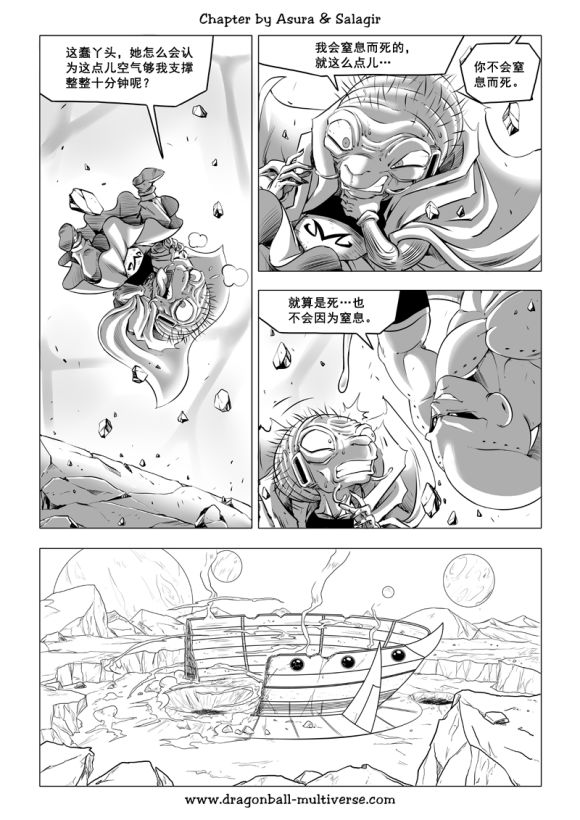 Chapter by Asura & Salagir
这蠢丫头，她怎么会认
为这点儿空气够我支撑
整整十分钟呢？
我会窒息而死的，
就这么点儿…
你不会窒
息而死。
就算是死…也
不会因为窒息。
www.dragonball-multiverse.com